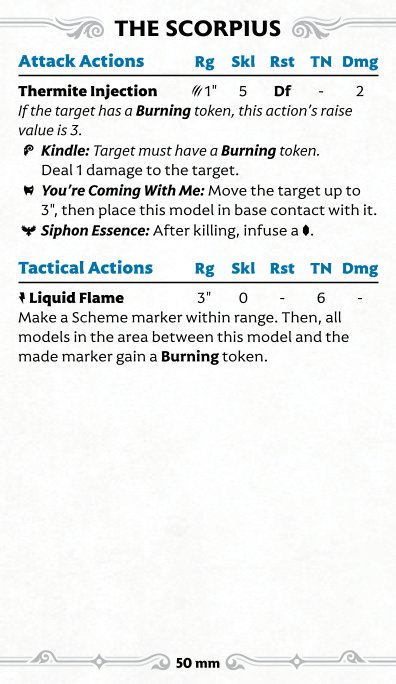 THE SCORPIUS
Attack Actions Rg Skl Rst TN Dmg
Thermite Injection 1" 5 Df - 2
If the target has a Burning token, this action's raise
value is 3.
Kindle: Target must have a Burning token.
Deal 1 damage to the target.
You're Coming With Me: Move the target up to
3", then place this model in base contact with it.
Siphon Essence: After killing, infuse a .
Tactical Actions Rg Skl Rst TN Dmg
Liquid Flame 3" 0 - 6 -
Make a Scheme marker within range. Then, all
models in the area between this model and the
made marker gain a Burning token.
50 mm